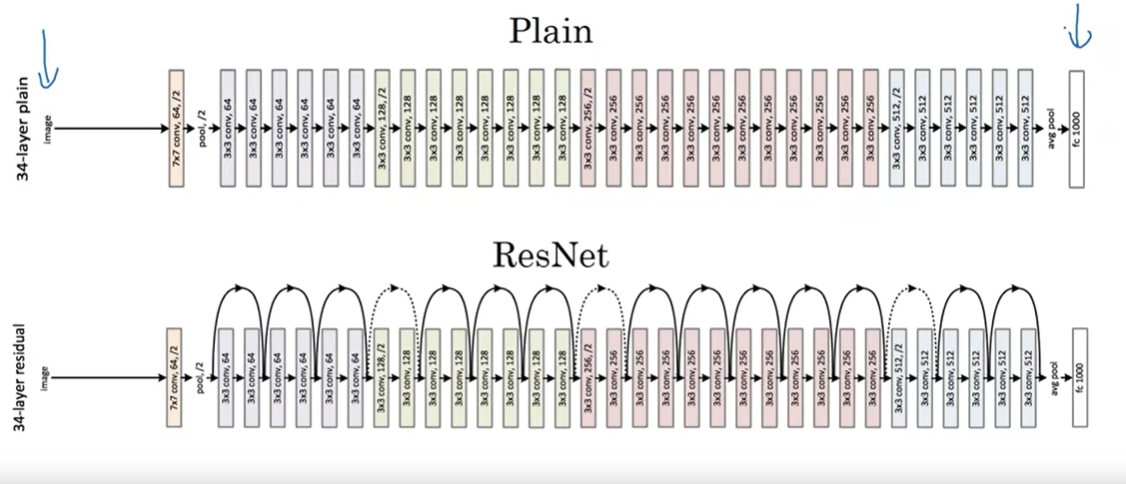 Plain
34-layer plain
image
7x7 conv, 64, /2
pool, /2
3x3 conv, 64
3x3 conv, 64
3x3 conv, 64
3x3 conv, 64
3x3 conv, 64
3x3 conv, 64
3x3 conv, 128, /2
3x3 conv, 128
3x3 conv, 128
3x3 conv, 128
3x3 conv, 128
3x3 conv, 128
3x3 conv, 128
3x3 conv, 128
3x3 conv, 256, /2
3x3 conv, 256
3x3 conv, 256
3x3 conv, 256
3x3 conv, 256
3x3 conv, 256
3x3 conv, 256
3x3 conv, 256
3x3 conv, 256
3x3 conv, 256
3x3 conv, 256
3x3 conv, 256
3x3 conv, 512, /2
3x3 conv, 512
3x3 conv, 512
3x3 conv, 512
3x3 conv, 512
3x3 conv, 512
avg pool
fc 1000
ResNet
34-layer residual
image
7x7 conv, 64, /2
pool, /2
3x3 conv, 64
3x3 conv, 64
3x3 conv, 64
3x3 conv, 64
3x3 conv, 64
3x3 conv, 64
3x3 conv, 128, /2
3x3 conv, 128
3x3 conv, 128
3x3 conv, 128
3x3 conv, 128
3x3 conv, 128
3x3 conv, 128
3x3 conv, 128
3x3 conv, 256, /2
3x3 conv, 256
3x3 conv, 256
3x3 conv, 256
3x3 conv, 256
3x3 conv, 256
3x3 conv, 256
3x3 conv, 256
3x3 conv, 256
3x3 conv, 256
3x3 conv, 256
3x3 conv, 256
3x3 conv, 512, /2
3x3 conv, 512
3x3 conv, 512
3x3 conv, 512
3x3 conv, 512
3x3 conv, 512
avg pool
fc 1000